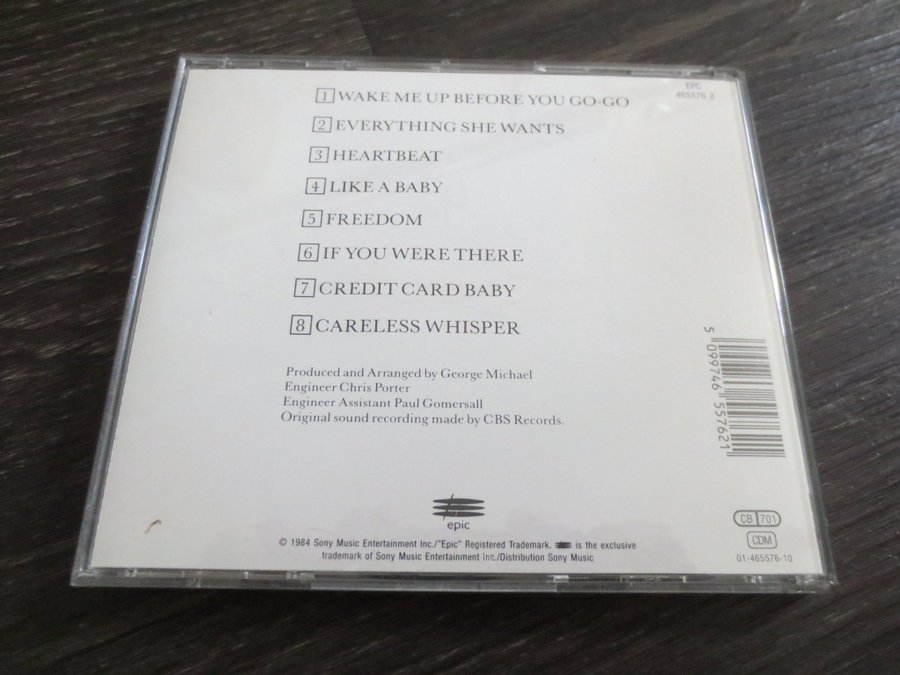 1 WAKE ME UP BEFORE YOU GO-GO
EPC
465576 2
2 EVERYTHING SHE WANTS
3 HEARTBEAT
4 LIKE A BABY
5 FREEDOM
6 IF YOU WERE THERE
7 CREDIT CARD BABY
8 CARELESS WHISPER
Produced and Arranged by George Michael
Engineer Chris Porter
Engineer Assistant Paul Gomersall
Original sound recording made by CBS Records.
5 099746 557621
epic
CB 701
CDM
01-465576-10
© 1984 Sony Music Entertainment Inc./"Epic" Registered Trademark. is the exclusive
trademark of Sony Music Entertainment Inc./Distribution Sony Music